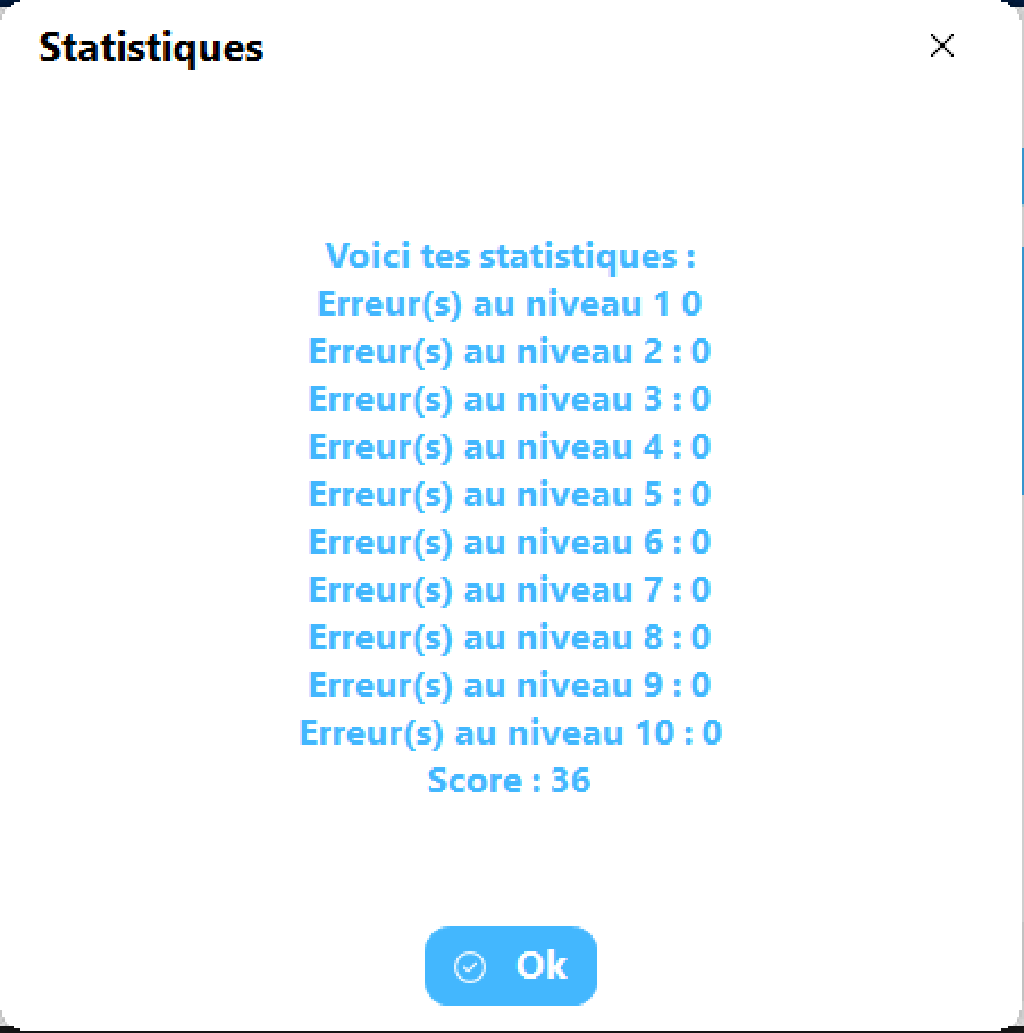 Statistiques
Voici tes statistiques :
Erreur(s) au niveau 1 0
Erreur(s) au niveau 2 : 0
Erreur(s) au niveau 3 : 0
Erreur(s) au niveau 4 : 0
Erreur(s) au niveau 5 : 0
Erreur(s) au niveau 6 : 0
Erreur(s) au niveau 7 : 0
Erreur(s) au niveau 8 : 0
Erreur(s) au niveau 9 : 0
Erreur(s) au niveau 10 : 0
Score : 36
Ok